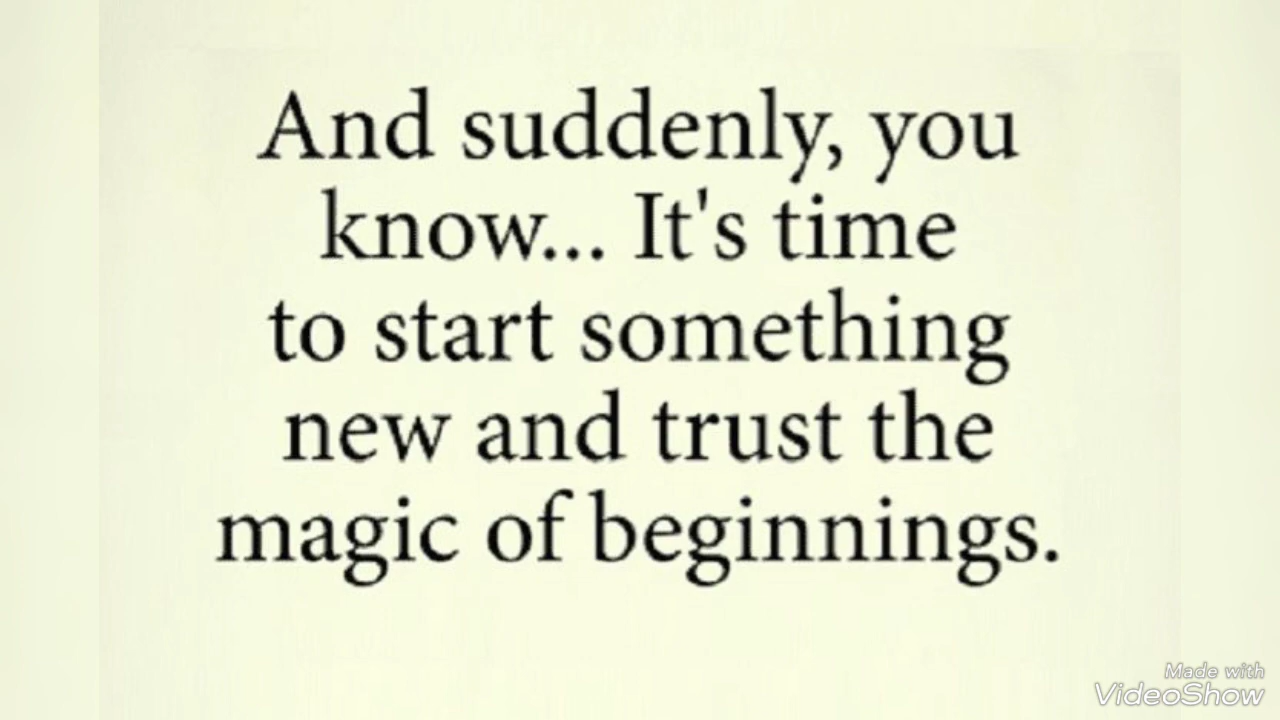 And suddenly, you
know... It's time
to start something
new and trust the
magic of beginnings.
Made with
VideoShow